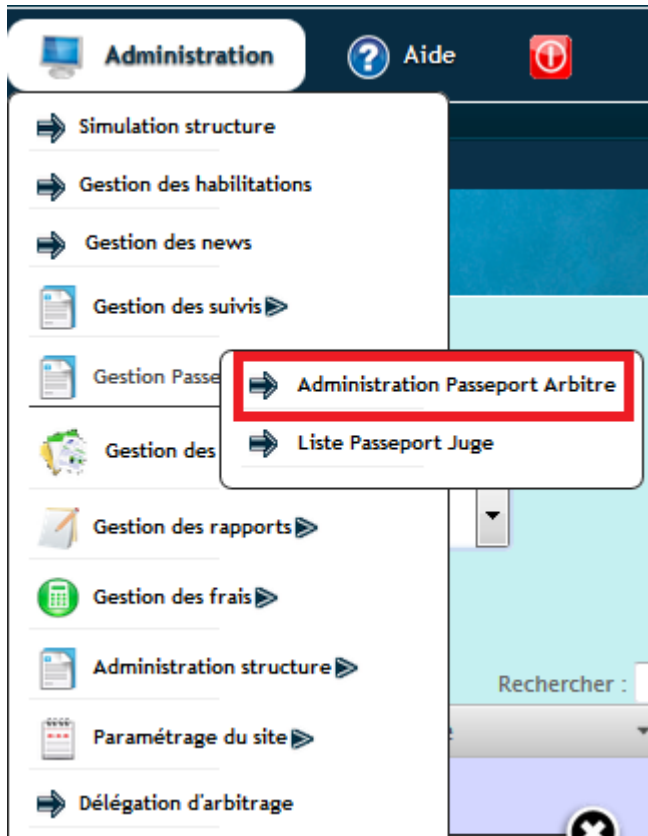 Administration
Aide
Simulation structure
Gestion des habilitations
Gestion des news
Gestion des suivis
Gestion Passe
Administration Passeport Arbitre
Liste Passeport Juge
Gestion des
Gestion des rapports
Gestion des frais
Administration structure
Rechercher :
Paramétrage du site
Délégation d'arbitrage